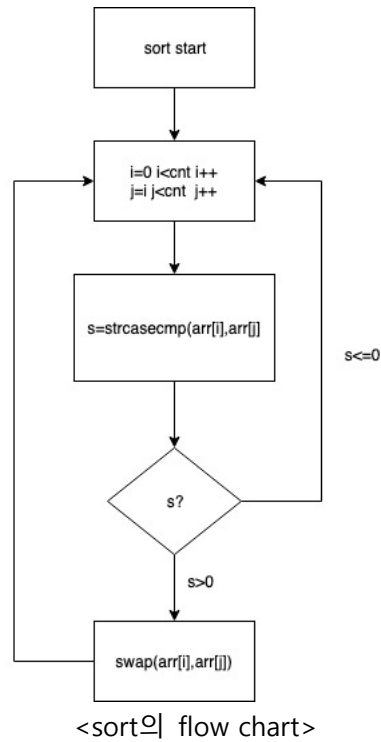 sort start
i=0 i<cnt i++
j=i j<cnt j++
s=strcasecmp(arr[i],arr[j]
s<=0
s?
s>0
swap(arr[i],arr[j])
<sort의 flow chart>